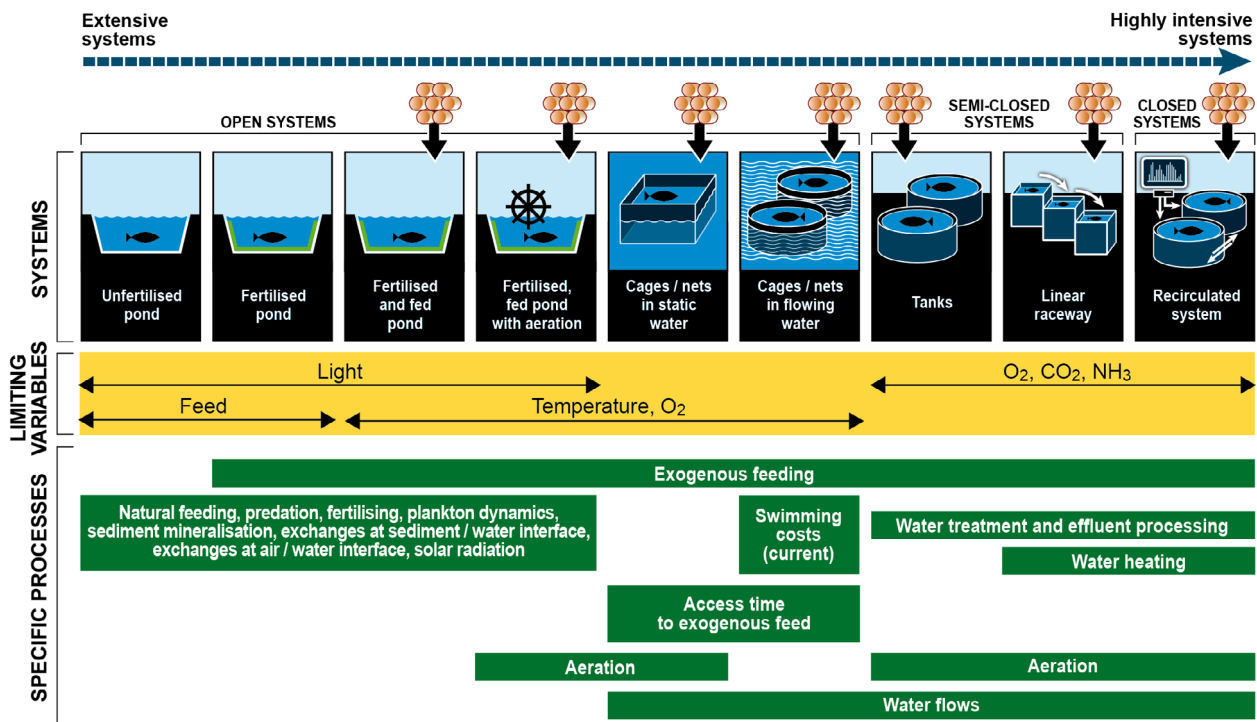 Extensive
systems
Highly intensive
systems
OPEN SYSTEMS
SEMI-CLOSED
SYSTEMS
CLOSED
SYSTEMS
SYSTEMS
Unfertilised
pond
Fertilised
pond
Fertilised
and fed
pond
Fertilised,
fed pond
with aeration
Cages / nets
in static
water
Cages / nets
in flowing
water
Tanks
Linear
raceway
Recirculated
system
LIMITING
VARIABLES
Light
O₂, CO₂, NH₃
Feed
Temperature, O₂
SPECIFIC PROCESSES
Exogenous feeding
Natural feeding, predation, fertilising, plankton dynamics,
sediment mineralisation, exchanges at sediment / water interface,
exchanges at air / water interface, solar radiation
Swimming
costs
(current)
Water treatment and effluent processing
Water heating
Access time
to exogenous feed
Aeration
Aeration
Water flows